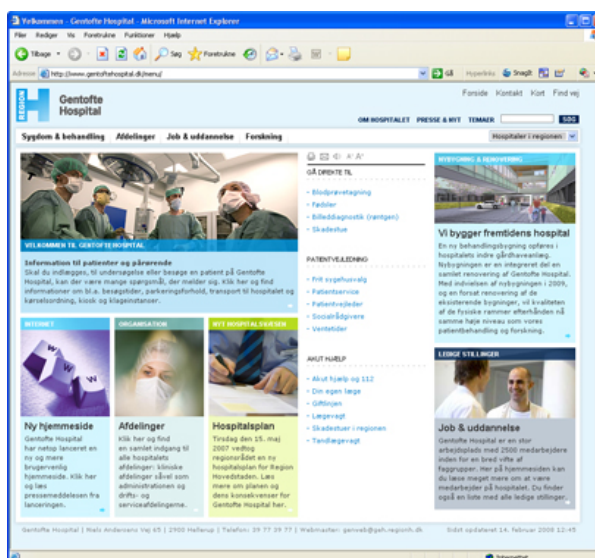 Velkommen - Gentofte Hospital - Microsoft Internet Explorer
Filer Rediger Vis Foretrukne Funktioner Hjælp
Tilbage Søg Foretrukne
Adresse http://www.gentoftehospital.dk/menu/ Gå Hyperlinks SnagIt
REGION
Gentofte
Hospital
Forside Kontakt Kort Find vej
OM HOSPITALET PRESSE & NYT TEMAER SØG
Sygdom & behandling Afdelinger Job & uddannelse Forskning Hospitaler i regionen
VELKOMMEN TIL GENTOFTE HOSPITAL
Information til patienter og pårørende
Skal du indlægges, til undersøgelse eller besøge en patient på Gentofte
Hospital, kan der være mange spørgsmål, der melder sig. Klik her og find
informationer om bl.a. besøgstider, parkeringsforhold, transport til hospitalet og
kørselsordning, kiosk og klageinstanser.
INTERNET
Ny hjemmeside
Gentofte Hospital
har netop lanceret en
ny og mere
brugervenlig
hjemmeside. Klik her
og læs
pressemeddelesen fra
lanceringen.
ORGANISATION
Afdelinger
Klik her og find
en samlet indgang til
alle hospitalets
afdelinger: kliniske
afdelinger såvel som
administrationen og
drifts- og
serviceafdelingerne.
NYT HOSPITALSVÆSEN
Hospitalsplan
Tirsdag den 15. maj
2007 vedtog
regionsrådet en ny
hospitalsplan for Region
Hovedstaden. Læs
mere om planen og
dens konsekvenser for
Gentofte Hospital her.
GÅ DIREKTE TIL
Blodprøvetagning
Fødsler
Billeddiagnostik (røntgen)
Skadestue
PATIENTVEJLEDNING
Frit sygehusvalg
Patientservice
Patientvejleder
Socialrådgivere
Ventetider
AKUT HJÆLP
Akut hjælp og 112
Din egen læge
Giftlinjen
Lægevagt
Skadestuer i regionen
Tandlægevagt
NYBYGNING & RENOVERING
Vi bygger fremtidens hospital
En ny behandlingsbygning opføres i
hospitalets indre gårdhaveanlæg.
Nybygningen er en integreret del en
samlet renovering af Gentofte Hospital.
Med indvielsen af nybygningen i 2009,
og en forsat renovering af de
eksisterende bygninger, vil kvaliteten
af de fysiske rammer efterhånden nå
samme høje niveau som vores
patientbehandling og forskning.
LEDIGE STILLINGER
Job & uddannelse
Gentofte Hospital er en stor
arbejdsplads med 2500 medarbejdere
inden for en bred vifte af
faggrupper. Her på hjemmesiden kan
du læse meget mere om at være
medarbejder på hospitalet. Du finder
også en liste med alle ledige stillinger.
Gentofte Hospital | Niels Andersens Vej 65 | 2900 Hellerup | Telefon: 39 77 39 77 | Webmaster: genweb@geh.regionh.dk Sidst opdateret 14. februar 2008 12:45
Internettet